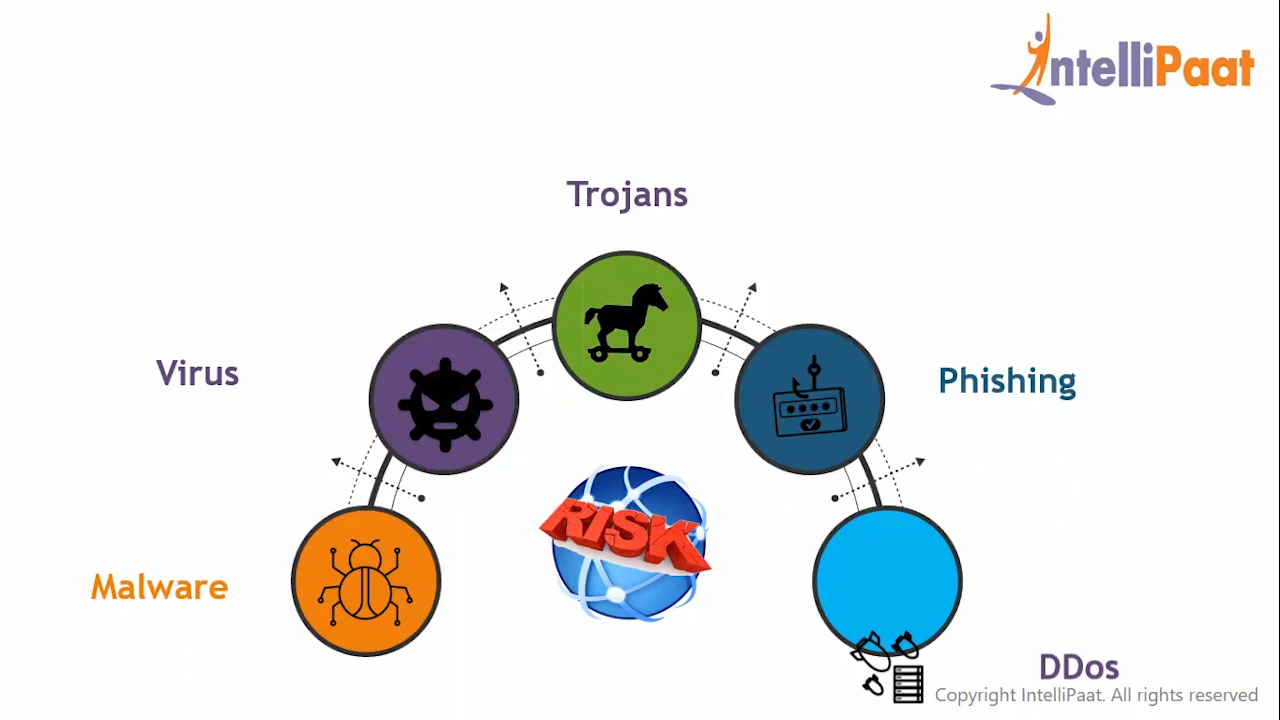 IntelliPaat
Trojans
Virus
Phishing
RISK
Malware
DDos
Copyright IntelliPaat. All rights reserved